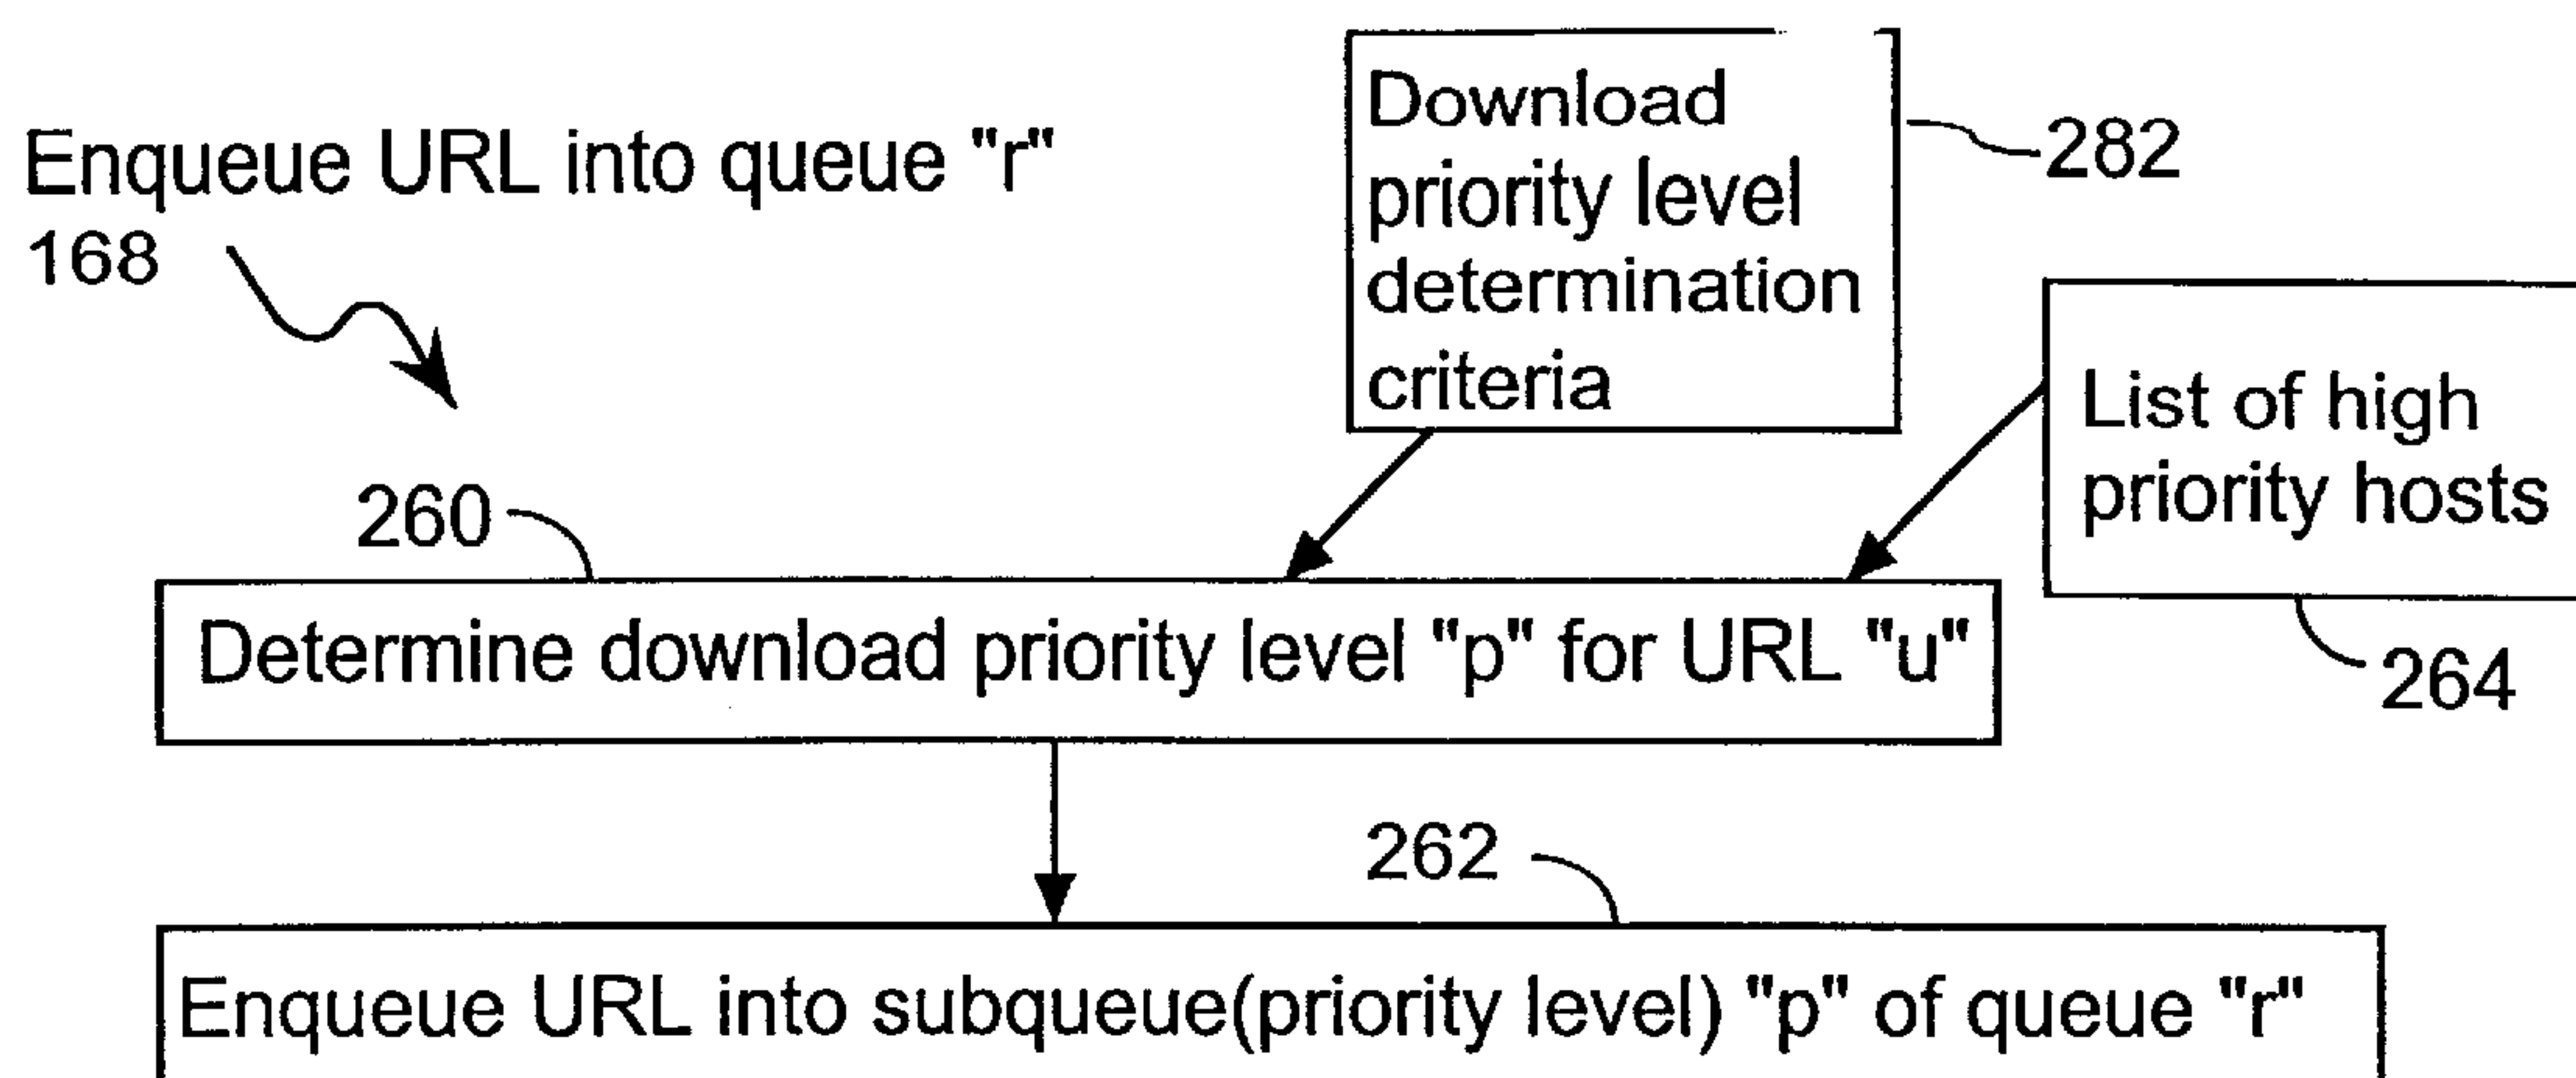 Enqueue URL into queue "r"
168
Download
priority level
determination
criteria
282
List of high
priority hosts
264
260
Determine download priority level "p" for URL "u"
262
Enqueue URL into subqueue(priority level) "p" of queue "r"